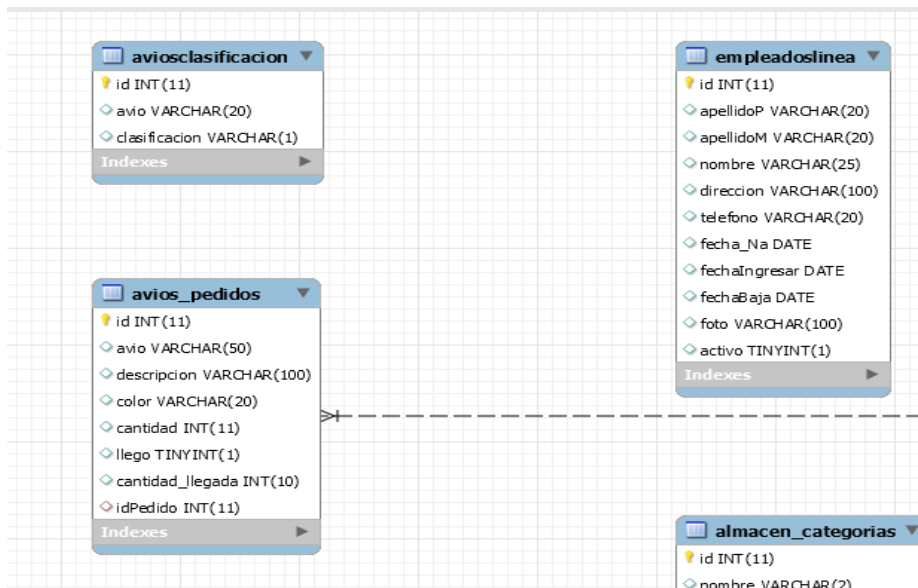 aviosclasificacion
id INT(11)
avio VARCHAR(20)
clasificacion VARCHAR(1)
Indexes
empleadoslinea
id INT(11)
apellidoP VARCHAR(20)
apellidoM VARCHAR(20)
nombre VARCHAR(25)
direccion VARCHAR(100)
telefono VARCHAR(20)
fecha_Na DATE
fechaIngresar DATE
fechaBaja DATE
foto VARCHAR(100)
activo TINYINT(1)
Indexes
avios_pedidos
id INT(11)
avio VARCHAR(50)
descripcion VARCHAR(100)
color VARCHAR(20)
cantidad INT(11)
llego TINYINT(1)
cantidad_llegada INT(10)
idPedido INT(11)
Indexes
almacen_categorias
id INT(11)
nombre VARCHAR(2)